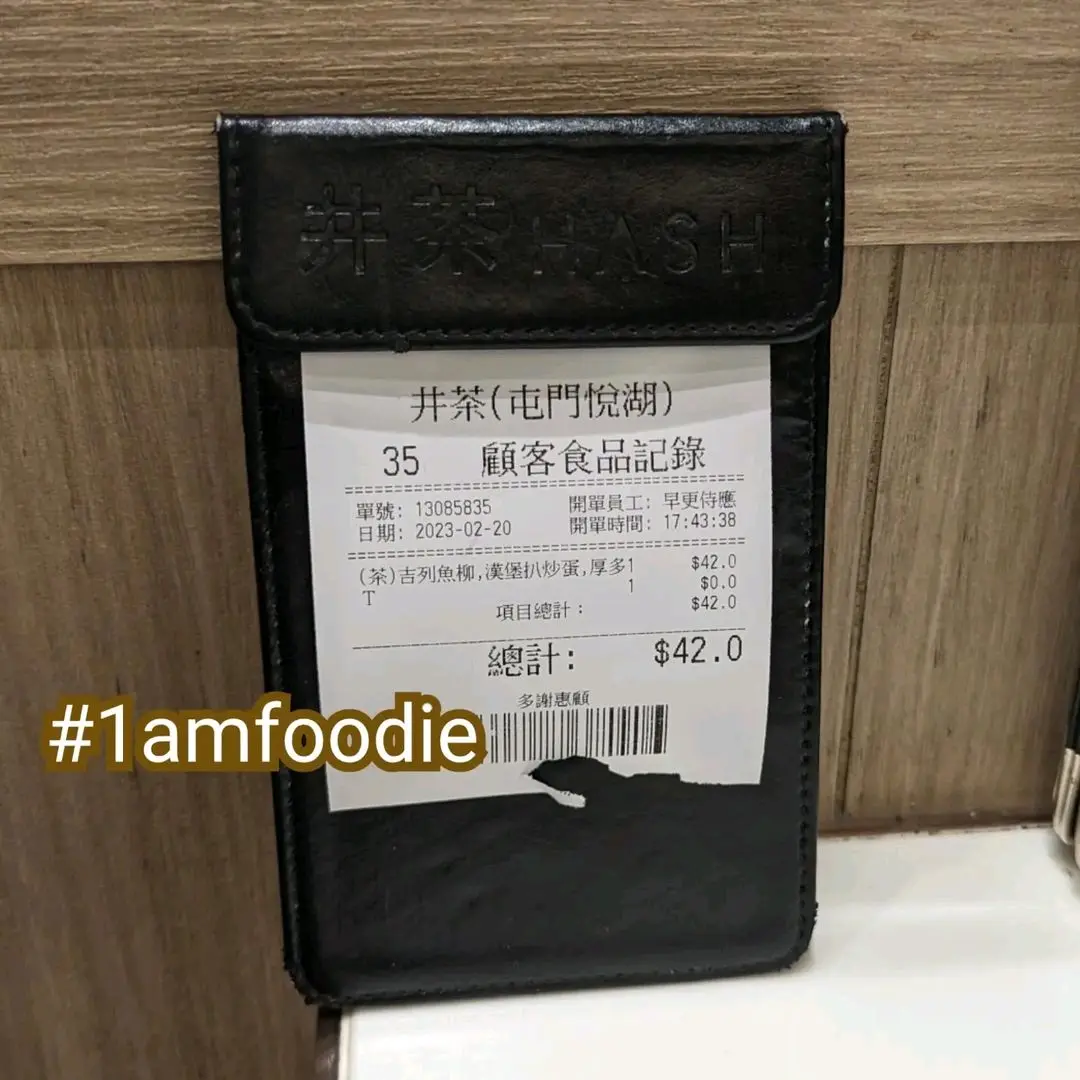 井茶 HASH
井茶(屯門悅湖)
35 顧客食品記錄
單號: 13085835 開單員工: 早更侍應
日期: 2023-02-20 開單時間: 17:43:38
(茶)吉列魚柳,漢堡扒炒蛋,厚多1 $42.0
T 1 $0.0
項目總計: $42.0
總計: $42.0
多謝惠顧
#1amfoodie